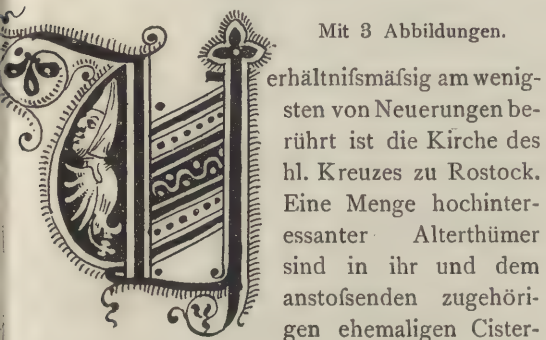 Mit 3 Abbildungen.
Verhältniſsmäſsig am wenig-
sten von Neuerungen be-
rührt ist die Kirche des
hl. Kreuzes zu Rostock.
Eine Menge hochinter-
essanter Alterthümer
sind in ihr und dem
anstoſsenden zugehöri-
gen ehemaligen Cister-